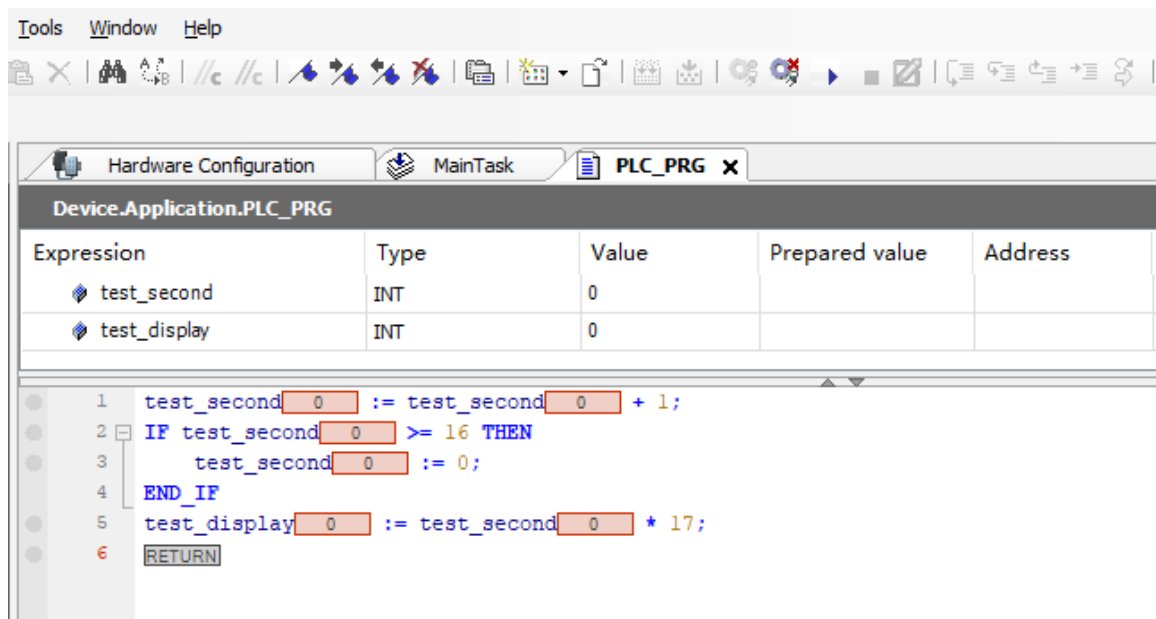 Tools Window Help
Hardware Configuration MainTask PLC_PRG
Device.Application.PLC_PRG
Expression Type Value Prepared value Address
test_second INT 0
test_display INT 0
1 test_second 0 := test_second 0 + 1;
2 IF test_second 0 >= 16 THEN
3 test_second 0 := 0;
4 END_IF
5 test_display 0 := test_second 0 * 17;
6 RETURN